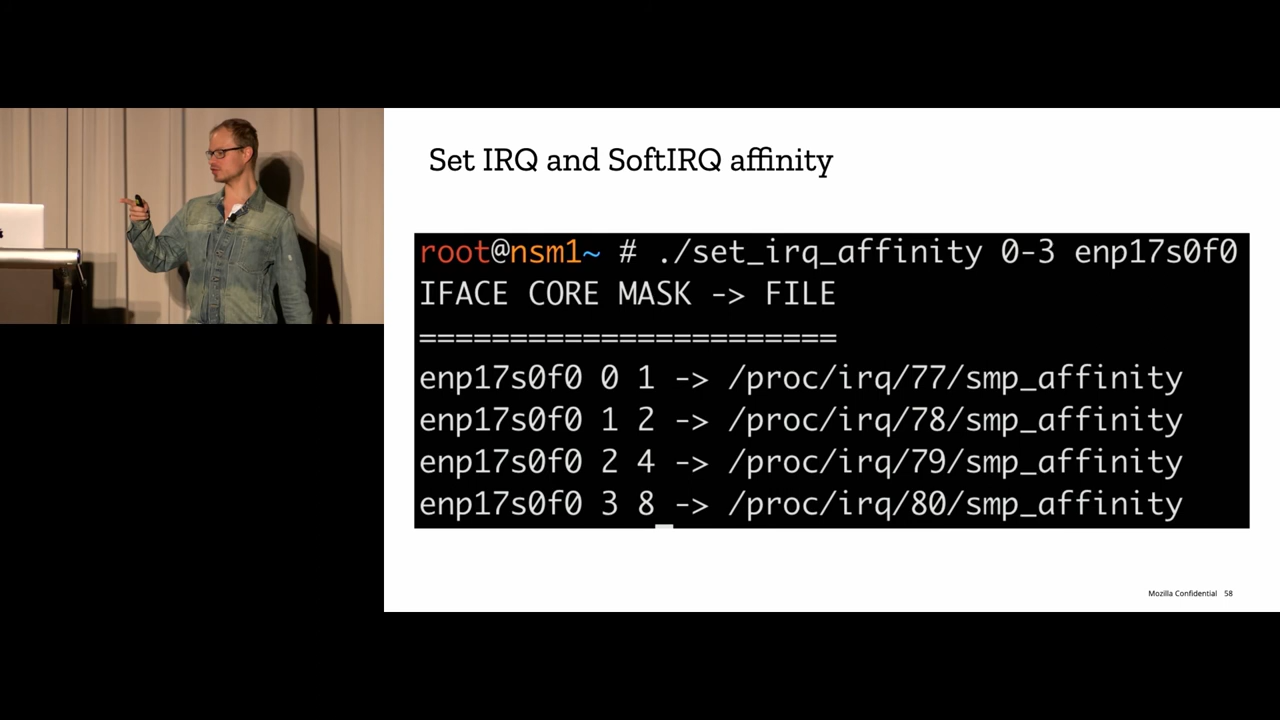 Set IRQ and SoftIRQ affinity
root@nsm1~ # ./set_irq_affinity 0-3 enp17s0f0
IFACE CORE MASK -> FILE
=======================
enp17s0f0 0 1 -> /proc/irq/77/smp_affinity
enp17s0f0 1 2 -> /proc/irq/78/smp_affinity
enp17s0f0 2 4 -> /proc/irq/79/smp_affinity
enp17s0f0 3 8 -> /proc/irq/80/smp_affinity
Mozilla Confidential 58